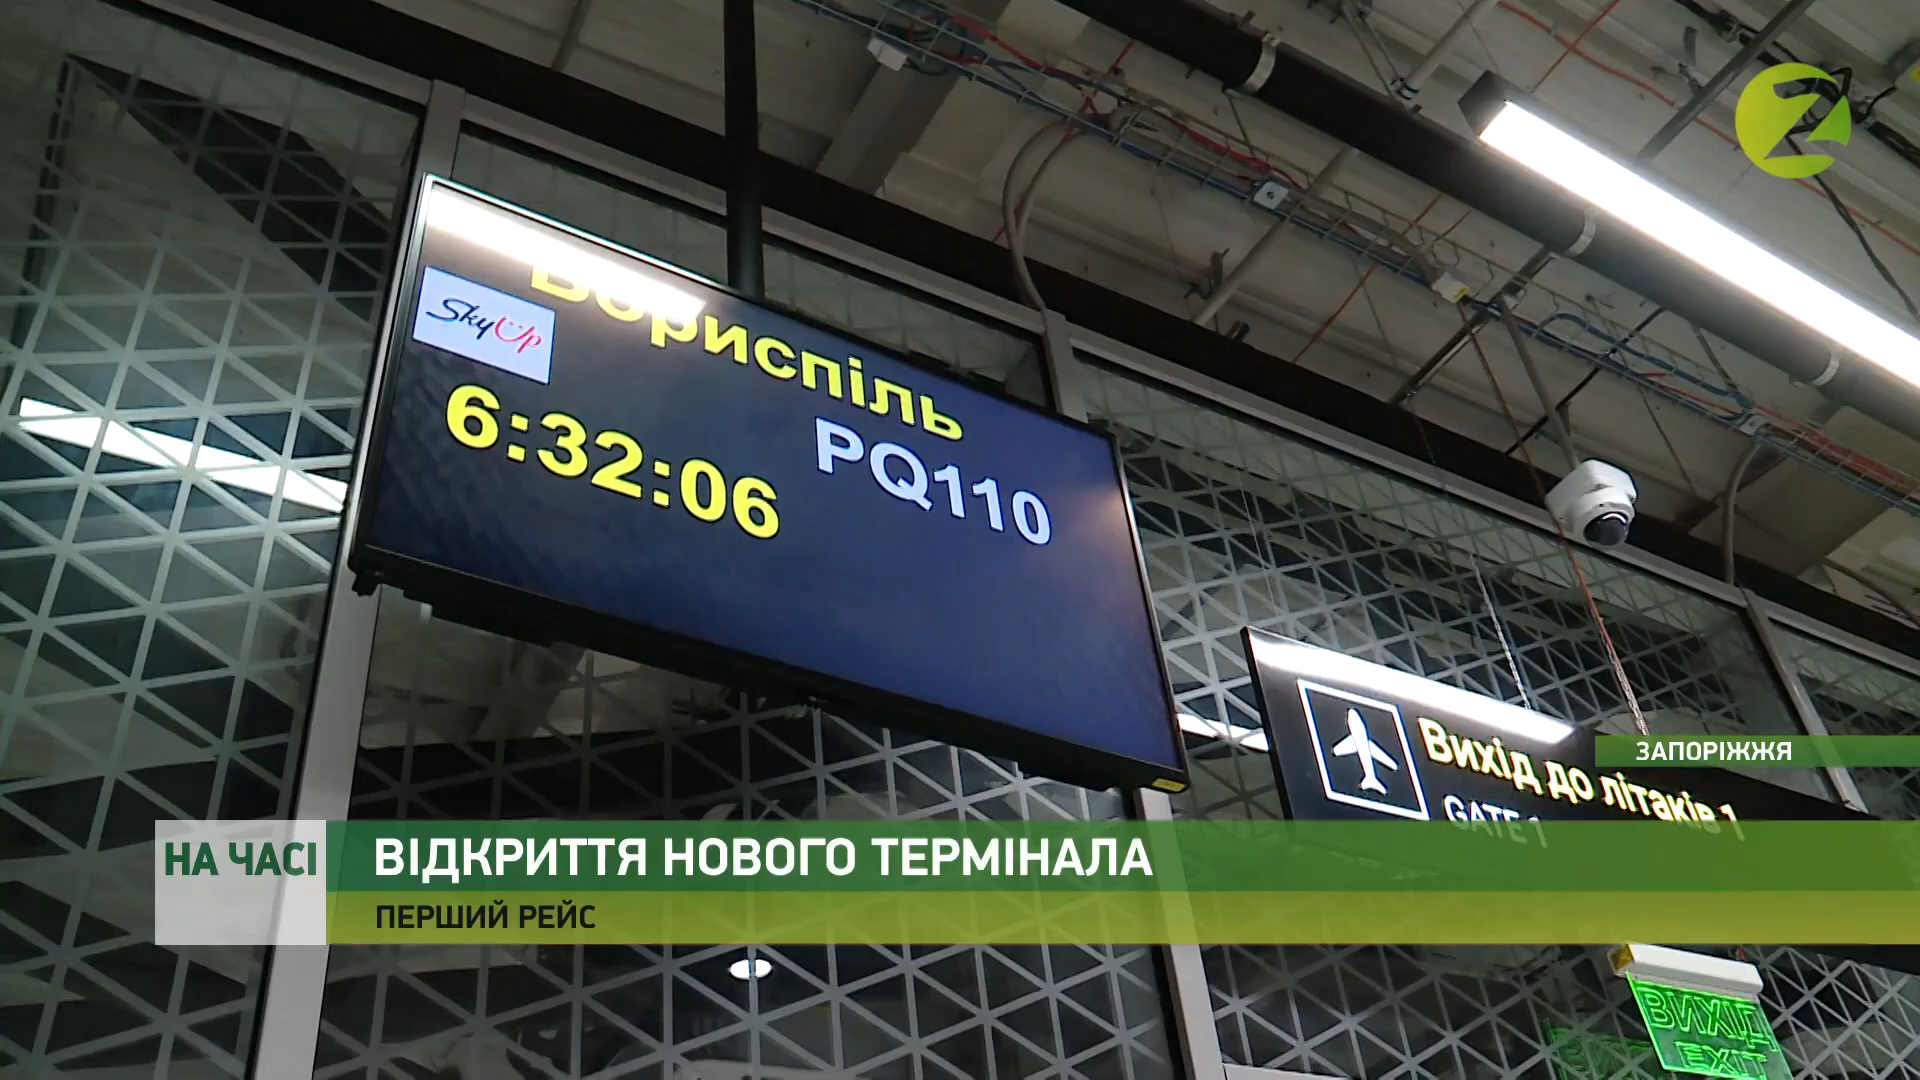 Бориспіль
SkyUp
6:32:06
PQ110
Вихід до літаків 1
GATE 1
ЗАПОРІЖЖЯ
НА ЧАСІ
ВІДКРИТТЯ НОВОГО ТЕРМІНАЛА
ПЕРШИЙ РЕЙС
ВИХІД
EXIT